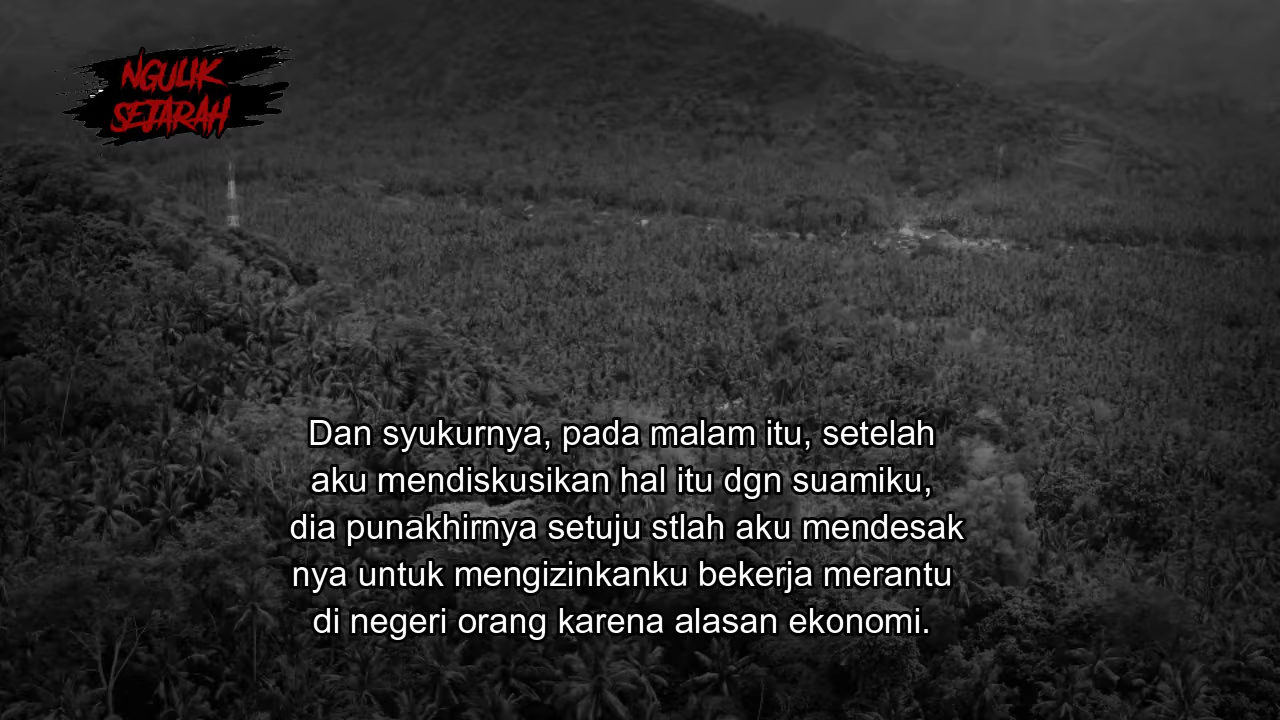 NGULIK
SEJARAH
Dan syukurnya, pada malam itu, setelah
aku mendiskusikan hal itu dgn suamiku,
dia punakhirnya setuju stlah aku mendesak
nya untuk mengizinkanku bekerja merantu
di negeri orang karena alasan ekonomi.